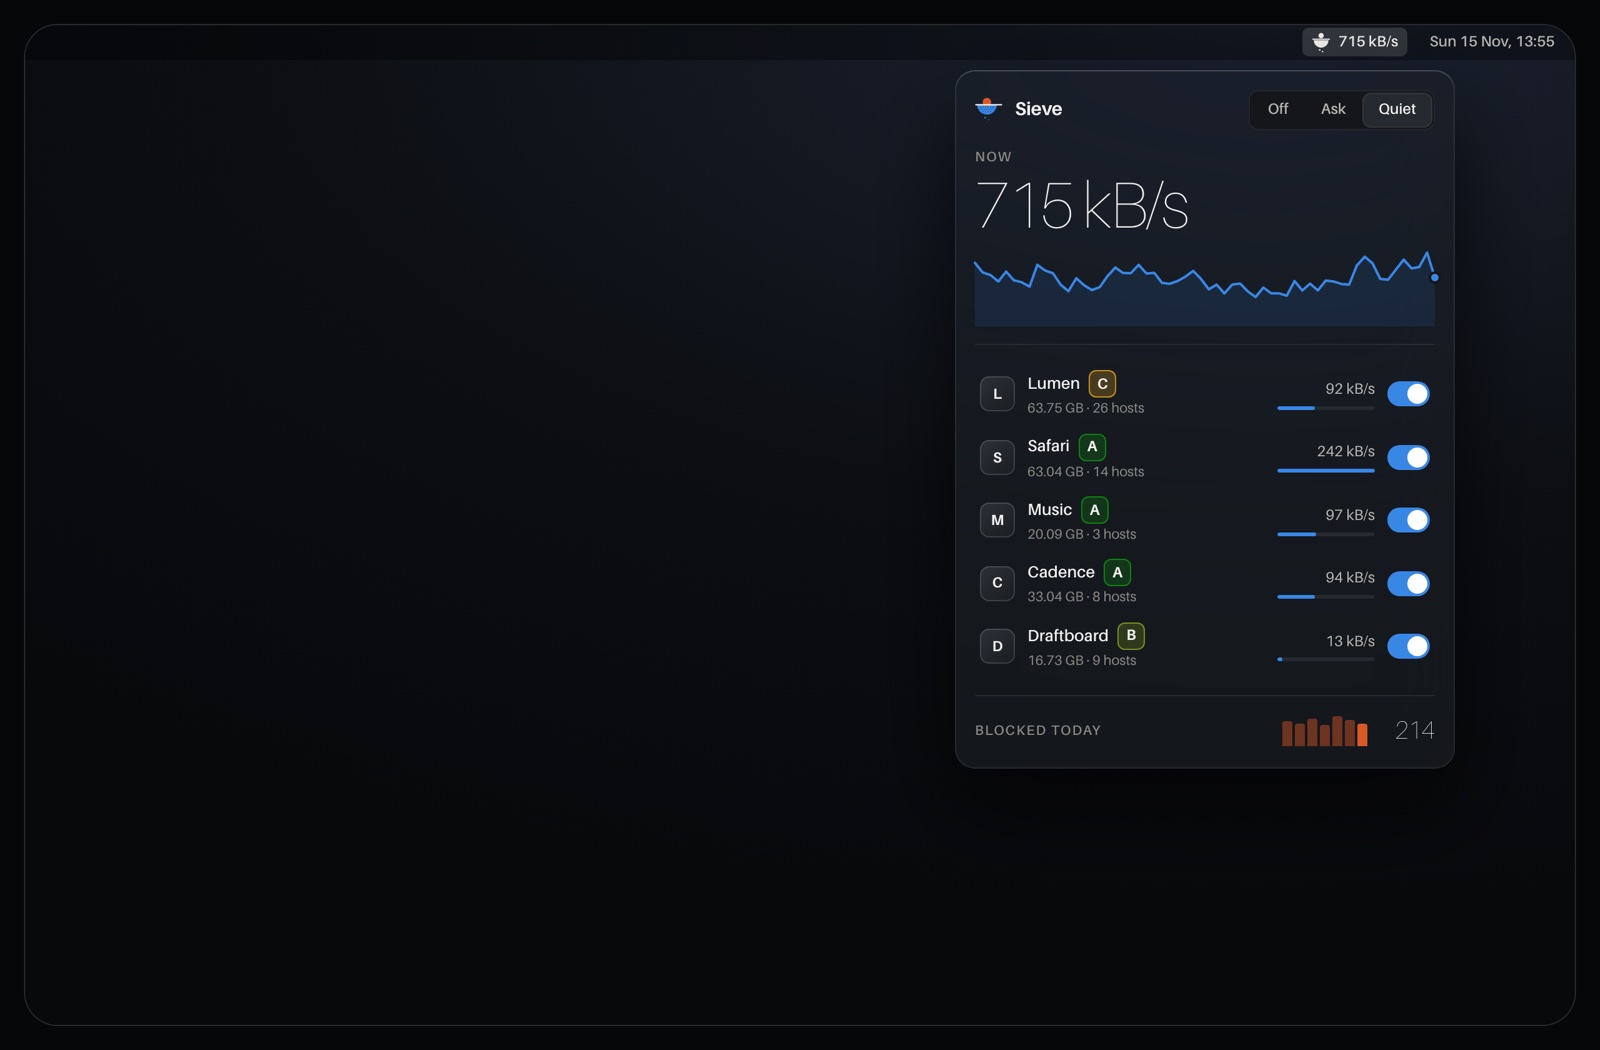 715 kB/s Sun 15 Nov, 13:55
Sieve Off Ask Quiet
NOW
715 kB/s
L Lumen C 92 kB/s
63.75 GB · 26 hosts
S Safari A 242 kB/s
63.04 GB · 14 hosts
M Music A 97 kB/s
20.09 GB · 3 hosts
C Cadence A 94 kB/s
33.04 GB · 8 hosts
D Draftboard B 13 kB/s
16.73 GB · 9 hosts
BLOCKED TODAY 214